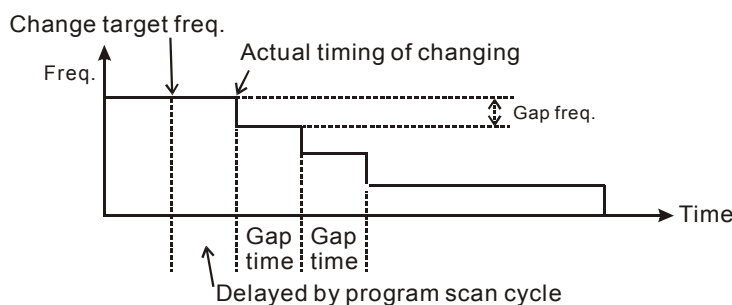 Change target freq.
Actual timing of changing
Freq.
Gap freq.
Time
Gap time
Gap time
Delayed by program scan cycle